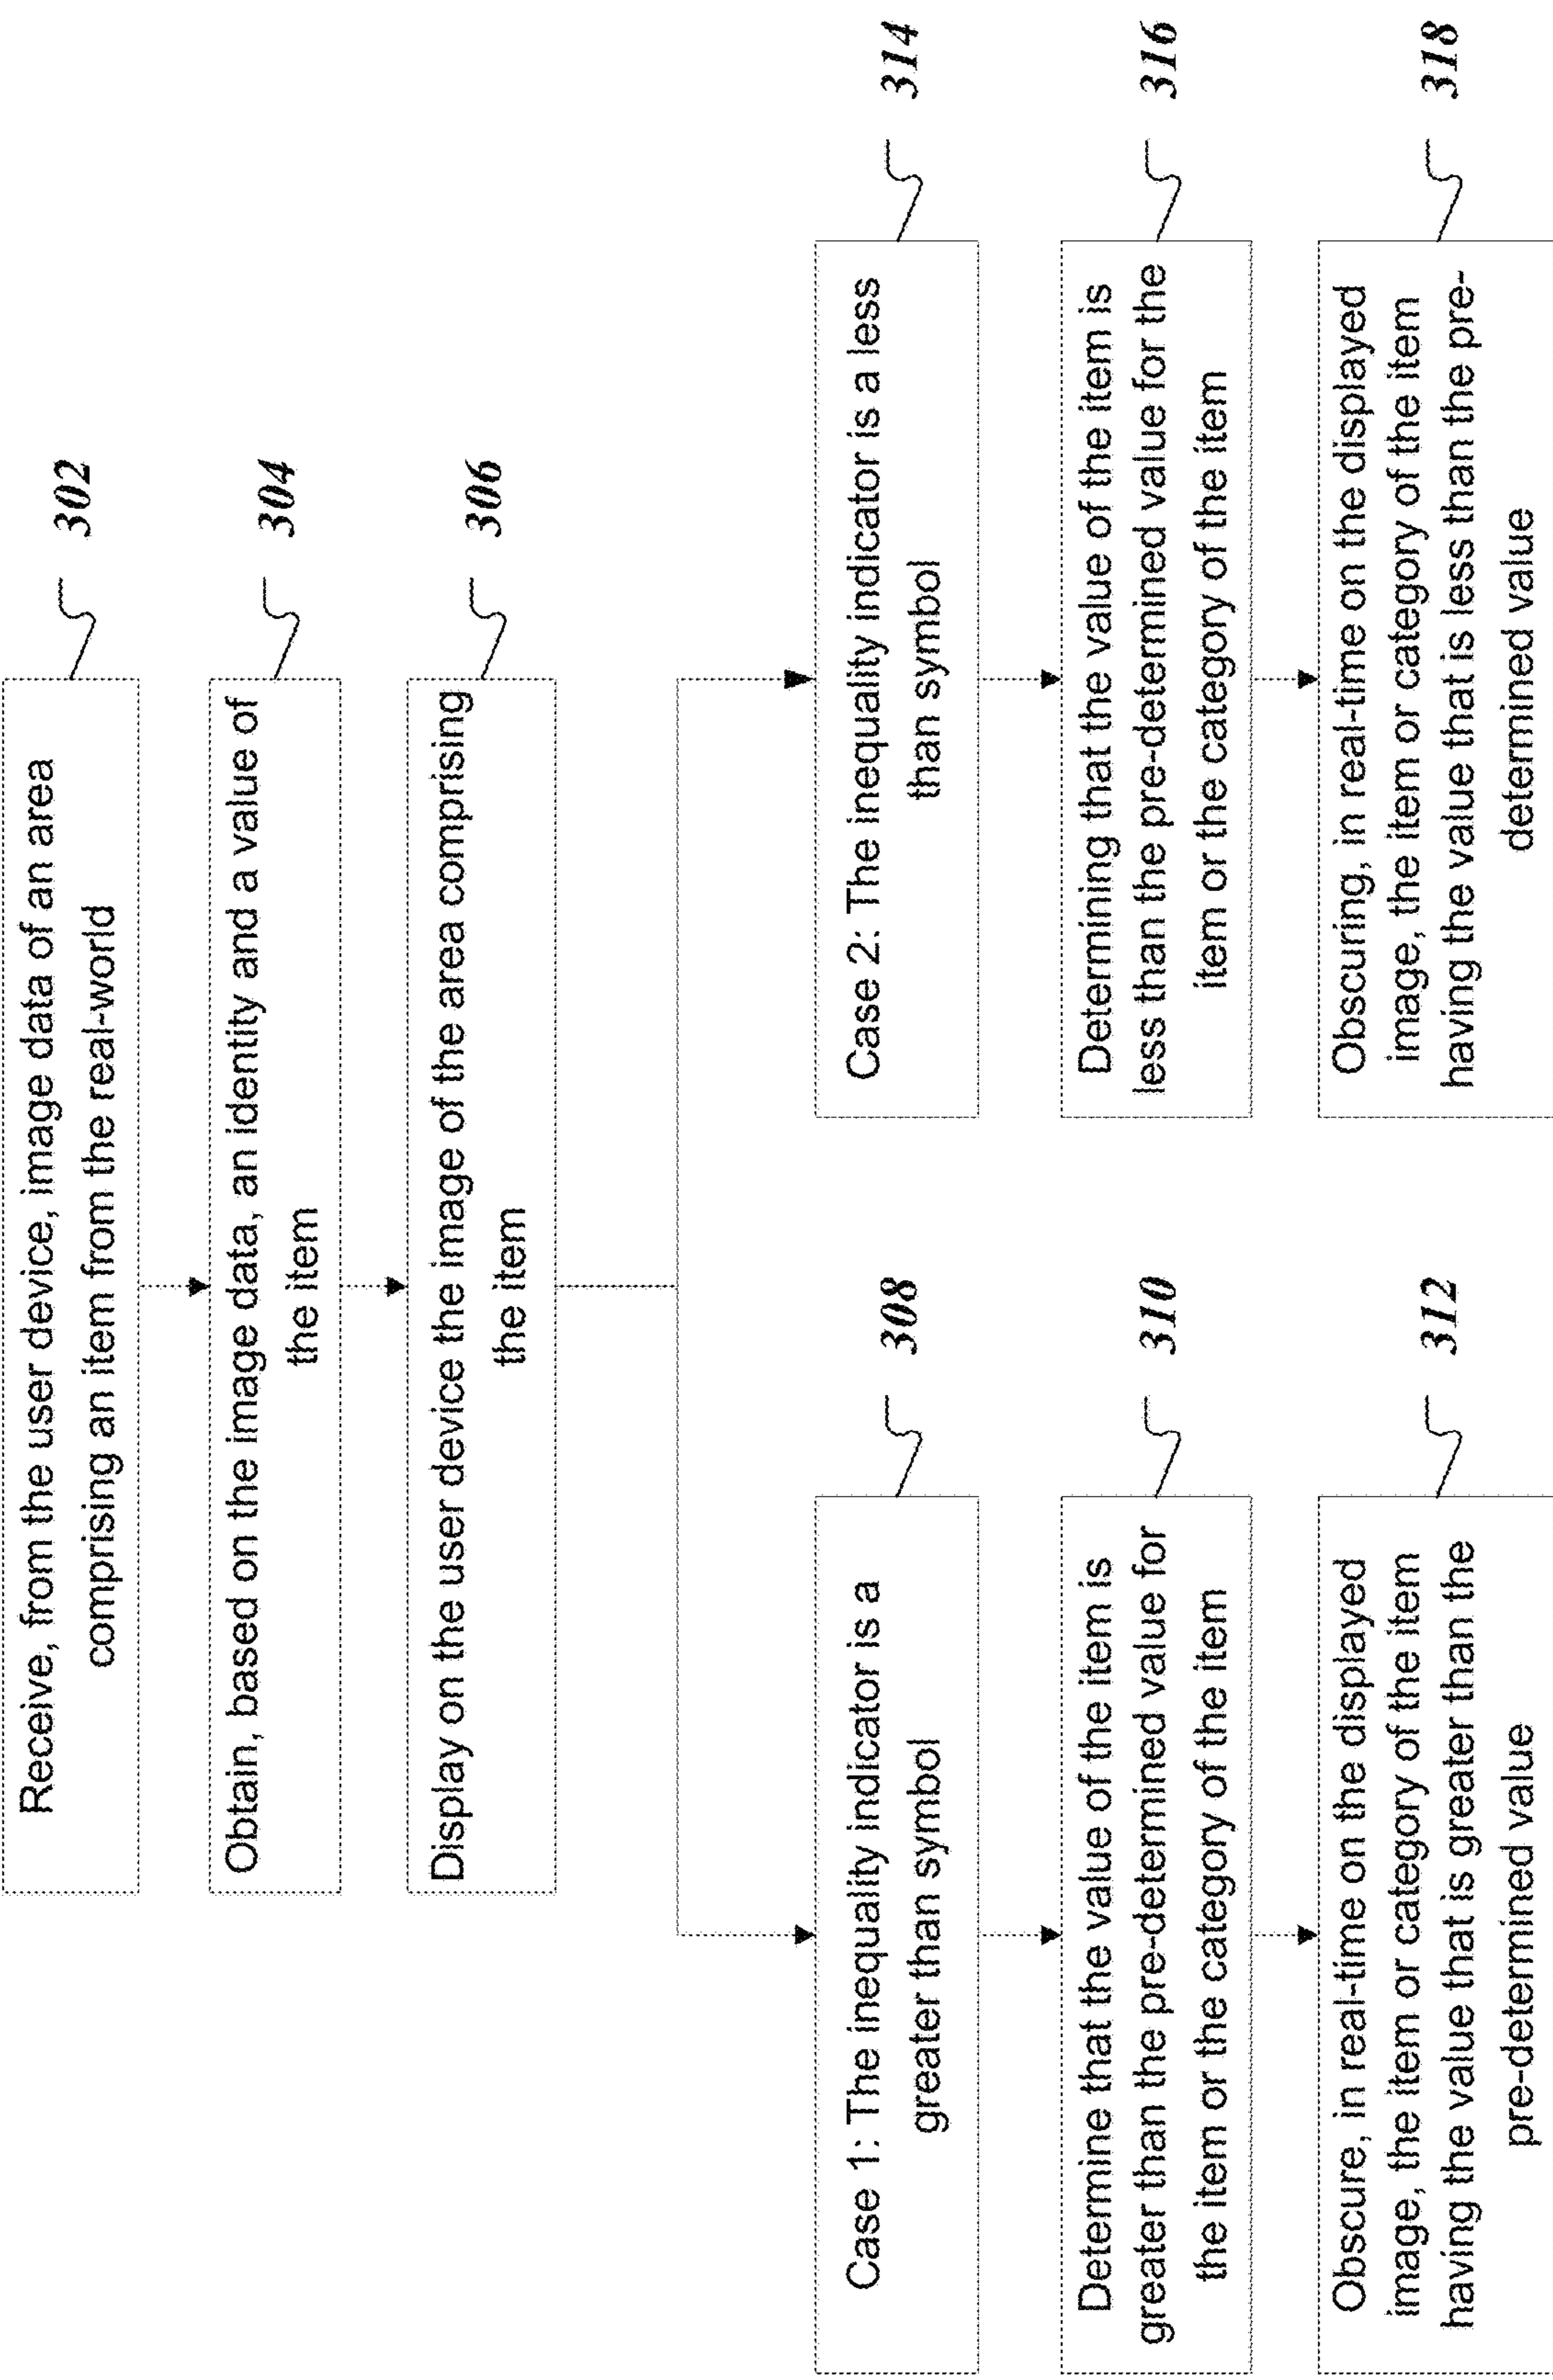 Receive, from the user device, image data of an area
comprising an item from the real-world
302
Obtain, based on the image data, an identity and a value of
the item
304
Display on the user device the image of the area comprising
the item
306
Case 1: The inequality indicator is a
greater than symbol
308
Determine that the value of the item is
greater than the pre-determined value for
the item or the category of the item
310
Obscure, in real-time on the displayed
image, the item or category of the item
having the value that is greater than the
pre-determined value
312
Case 2: The inequality indicator is a less
than symbol
314
Determining that the value of the item is
less than the pre-determined value for the
item or the category of the item
316
Obscuring, in real-time on the displayed
image, the item or category of the item
having the value that is less than the pre-
determined value
318